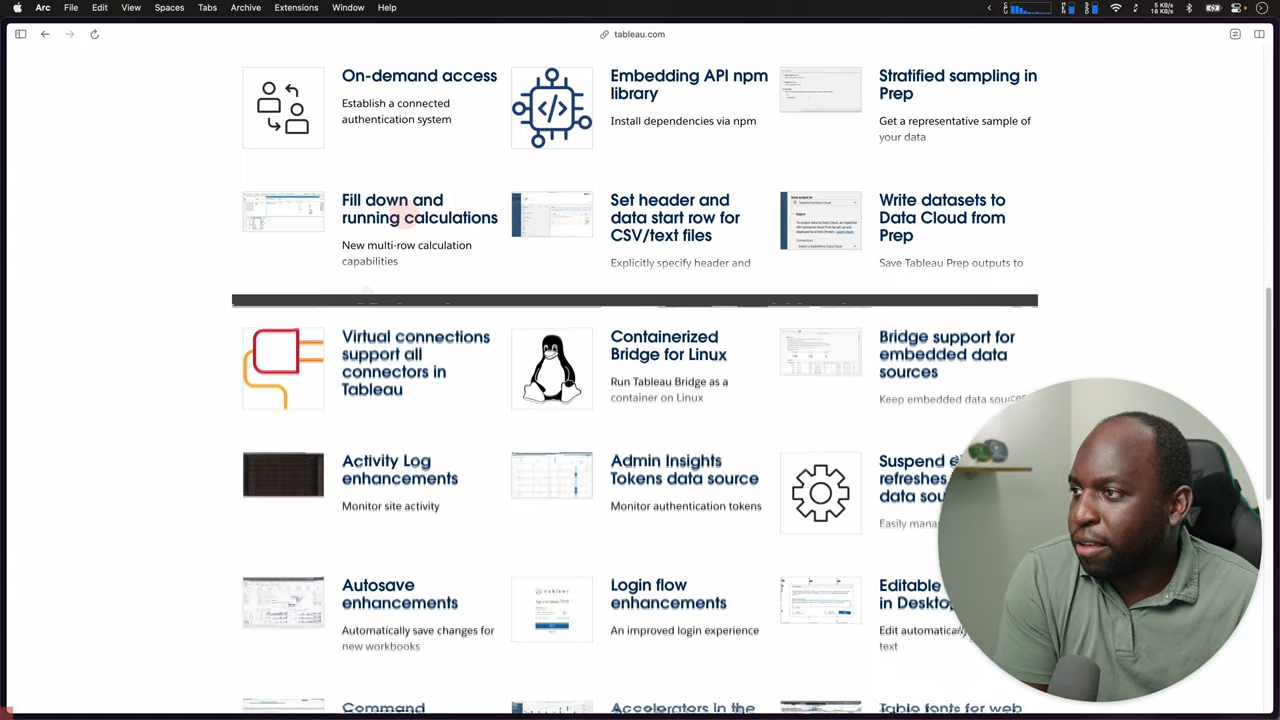 Arc File Edit View Spaces Tabs Archive Extensions Window Help
5 KB/s
18 KB/s
tableau.com
On-demand access
Establish a connected
authentication system
Embedding API npm
library
Install dependencies via npm
Stratified sampling in
Prep
Get a representative sample of
your data
Fill down and
running calculations
New multi-row calculation
capabilities
Set header and
data start row for
CSV/text files
Explicitly specify header and
Write datasets to
Data Cloud from
Prep
Save Tableau Prep outputs to
Virtual connections
support all
connectors in
Tableau
Containerized
Bridge for Linux
Run Tableau Bridge as a
container on Linux
Bridge support for
embedded data
sources
Keep embedded data sources
Activity Log
enhancements
Monitor site activity
Admin Insights
Tokens data source
Monitor authentication tokens
Suspend
refreshes
data
Easily
Autosave
enhancements
Automatically save changes for
new workbooks
Login flow
enhancements
An improved login experience
Editable
in Desktop
Edit automatically
text
Command
Accelerators in the
Table fonts for web